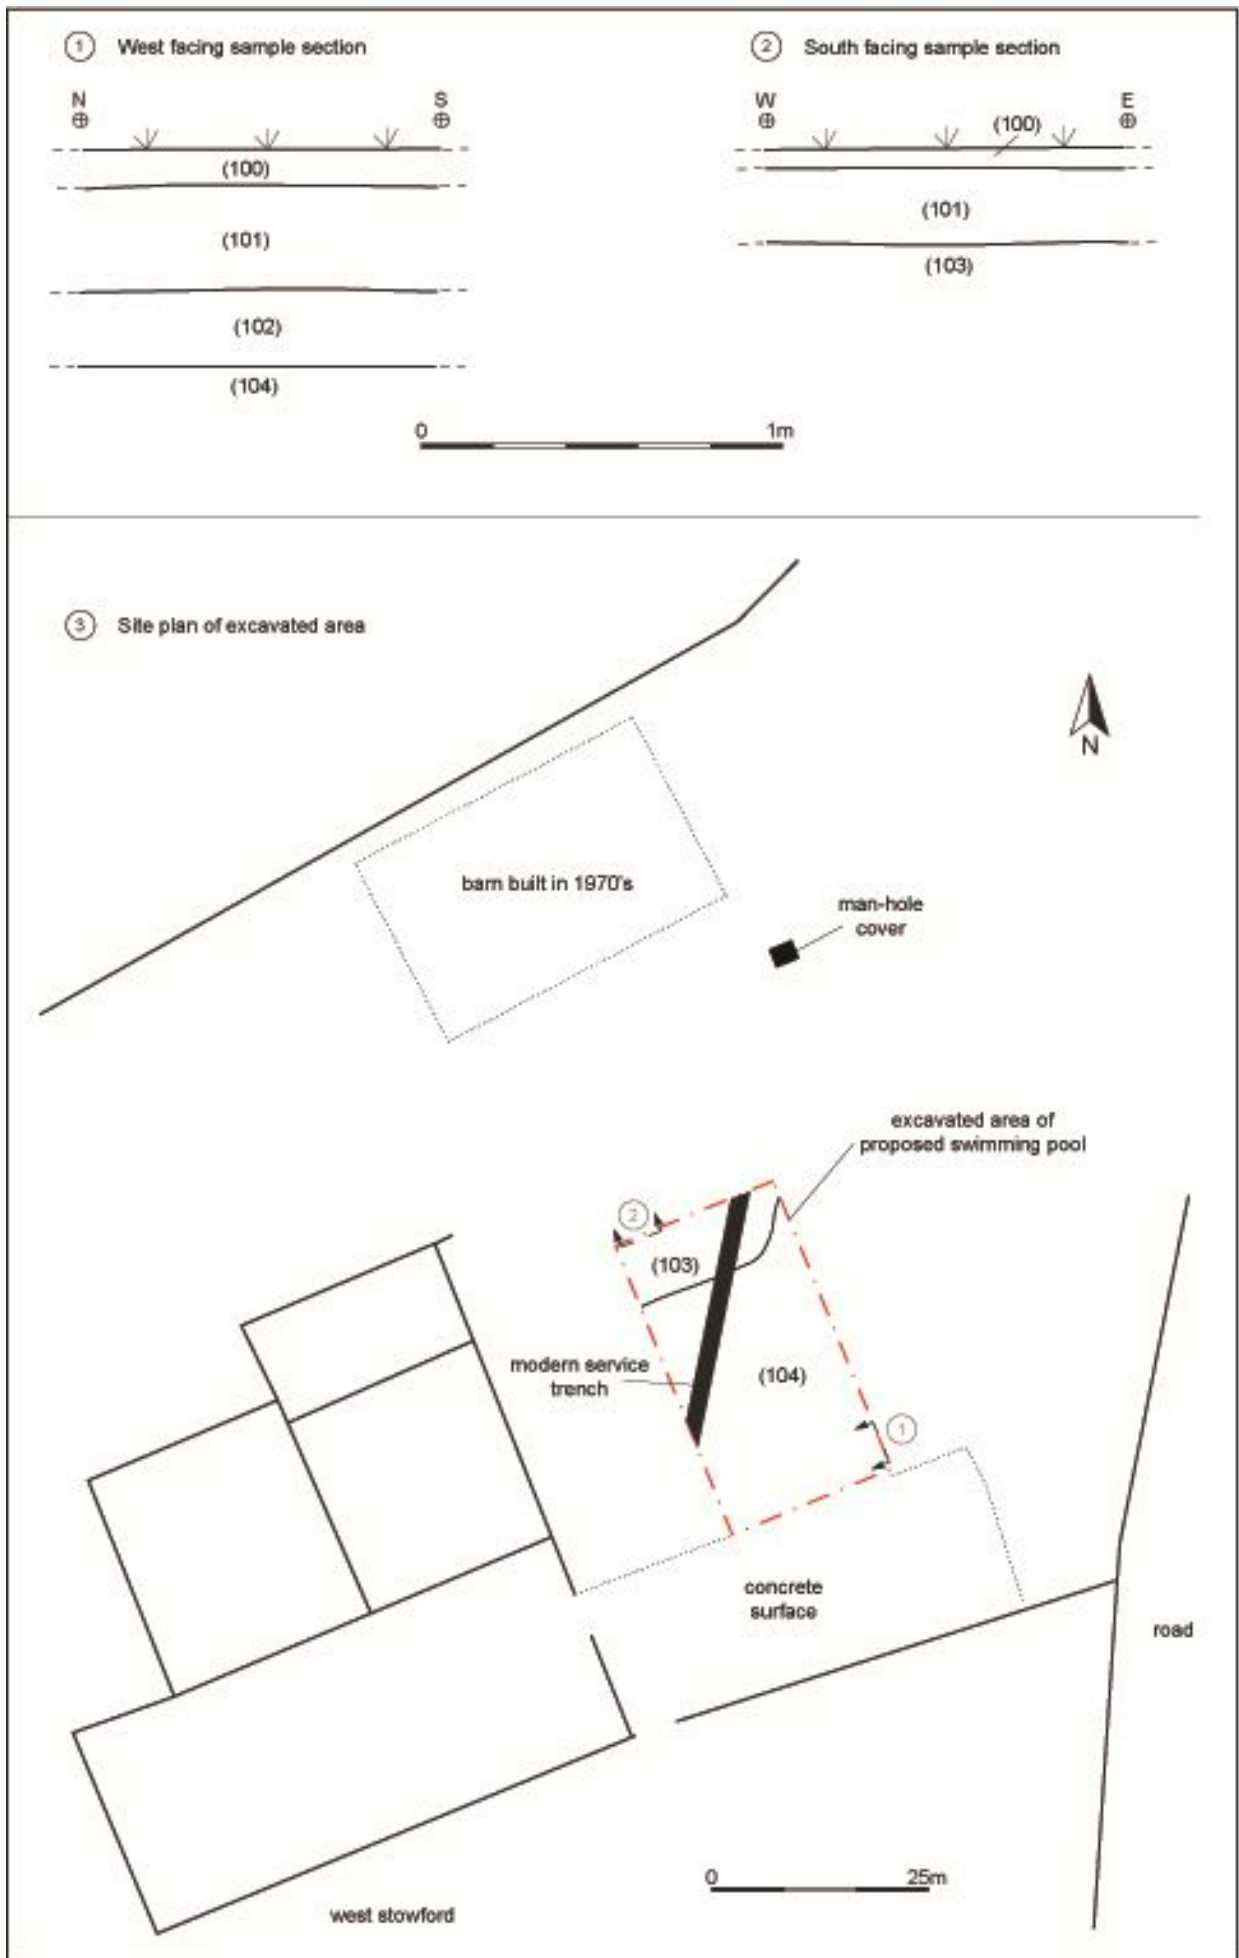 1 West facing sample section
N
S
(100)
(101)
(102)
(104)
2 South facing sample section
W
E
(100)
(101)
(103)
0 1m
3 Site plan of excavated area
N
barn built in 1970's
man-hole
cover
excavated area of
proposed swimming pool
2
(103)
modern service
trench
(104)
1
concrete
surface
road
0 25m
west stowford